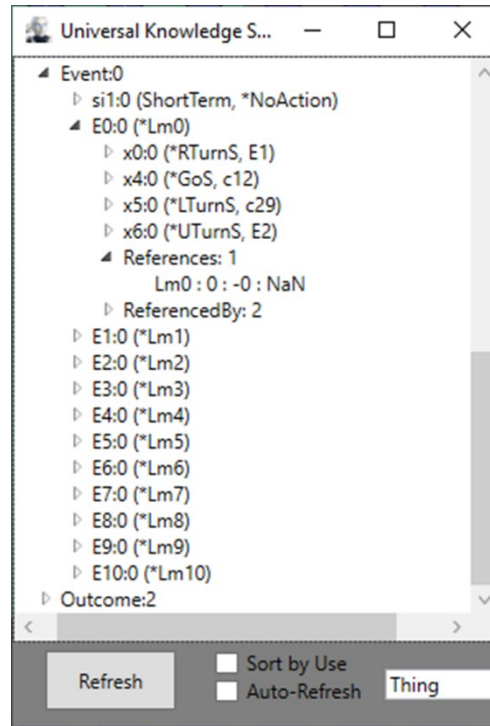 Universal Knowledge S...
Event:0
si1:0 (ShortTerm, *NoAction)
E0:0 (*Lm0)
x0:0 (*RTurnS, E1)
x4:0 (*GoS, c12)
x5:0 (*LTurnS, c29)
x6:0 (*UTurnS, E2)
References: 1
Lm0 : 0 : -0 : NaN
ReferencedBy: 2
E1:0 (*Lm1)
E2:0 (*Lm2)
E3:0 (*Lm3)
E4:0 (*Lm4)
E5:0 (*Lm5)
E6:0 (*Lm6)
E7:0 (*Lm7)
E8:0 (*Lm8)
E9:0 (*Lm9)
E10:0 (*Lm10)
Outcome:2
Refresh
Sort by Use
Auto-Refresh
Thing